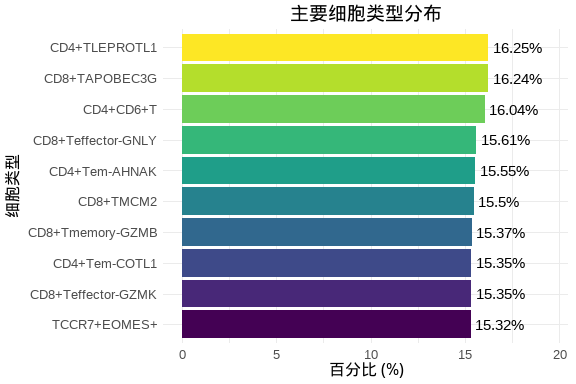 主要细胞类型分布
细胞类型
CD4+TLEPROTL1 16.25%
CD8+TAPOBEC3G 16.24%
CD4+CD6+T 16.04%
CD8+Teffector-GNLY 15.61%
CD4+Tem-AHNAK 15.55%
CD8+TMCM2 15.5%
CD8+Tmemory-GZMB 15.37%
CD4+Tem-COTL1 15.35%
CD8+Teffector-GZMK 15.35%
TCCR7+EOMES+ 15.32%
0 5 10 15 20
百分比 (%)